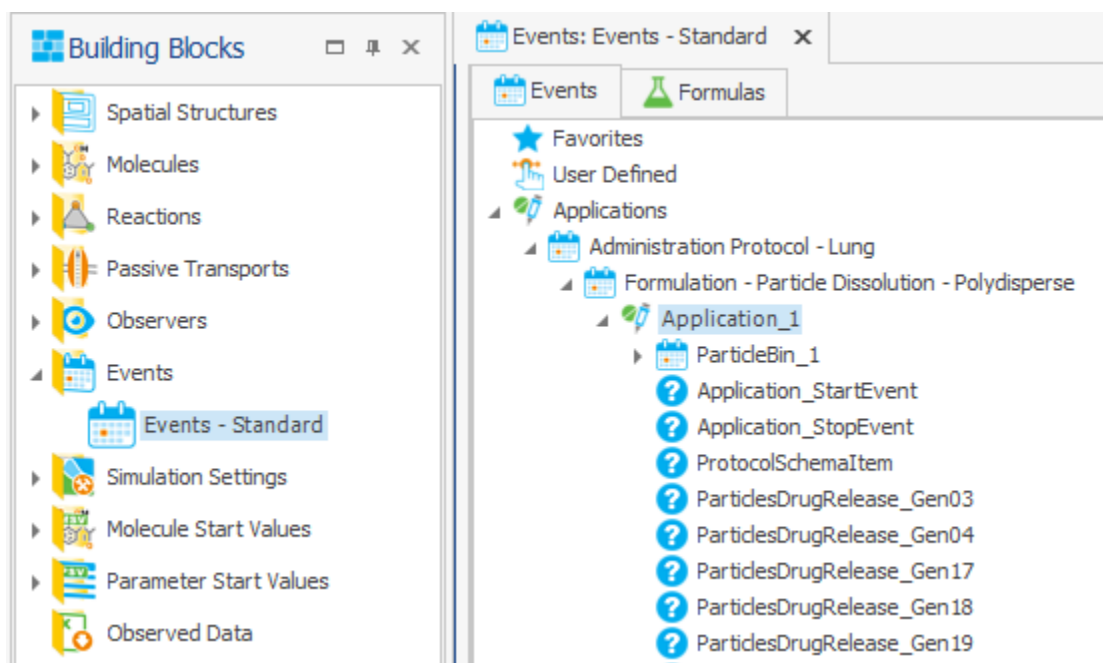 Building Blocks
Spatial Structures
Molecules
Reactions
Passive Transports
Observers
Events
Events - Standard
Simulation Settings
Molecule Start Values
Parameter Start Values
Observed Data
Events: Events - Standard
Events
Formulas
Favorites
User Defined
Applications
Administration Protocol - Lung
Formulation - Particle Dissolution - Polydisperse
Application_1
ParticleBin_1
Application_StartEvent
Application_StopEvent
ProtocolSchemaItem
ParticlesDrugRelease_Gen03
ParticlesDrugRelease_Gen04
ParticlesDrugRelease_Gen17
ParticlesDrugRelease_Gen18
ParticlesDrugRelease_Gen19